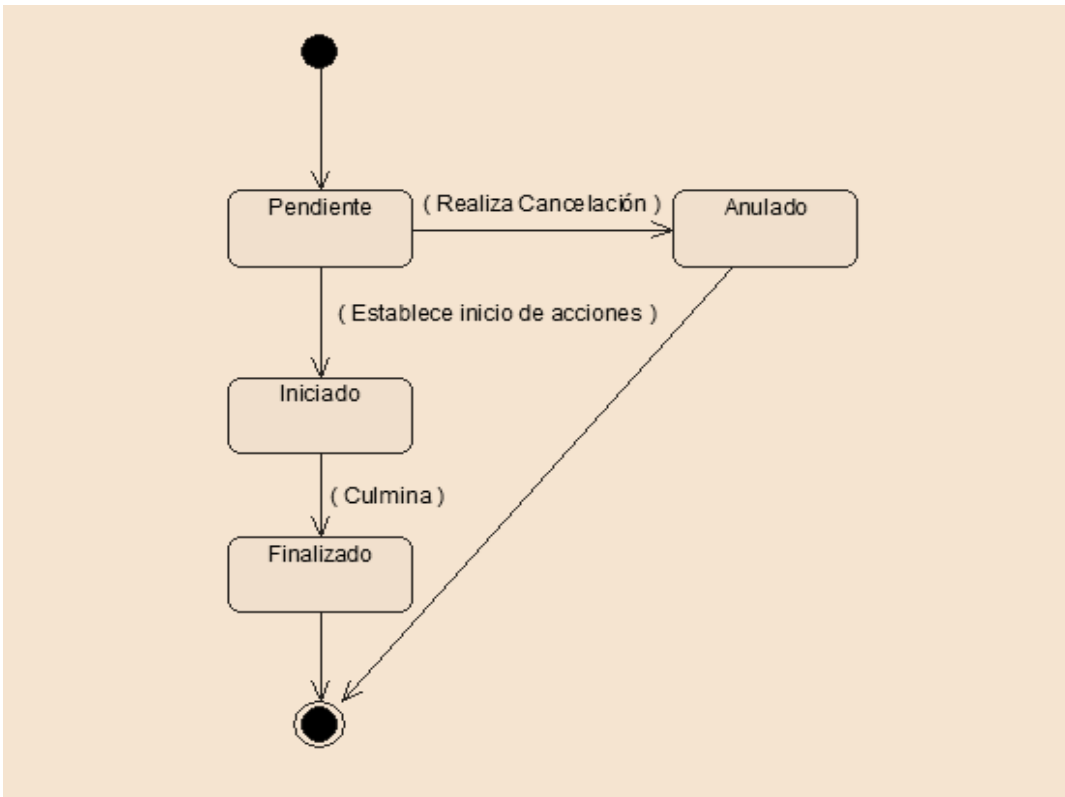 Pendiente
( Realiza Cancelación )
Anulado
( Establece inicio de acciones )
Iniciado
( Culmina )
Finalizado